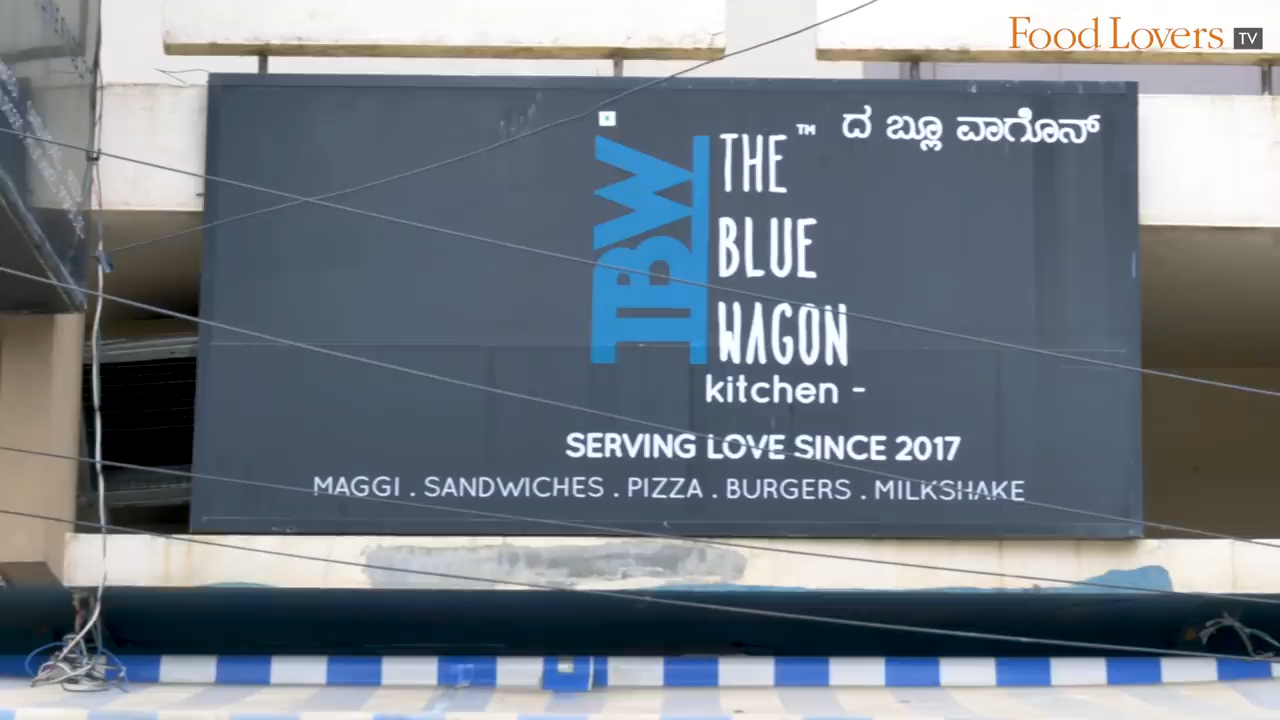 Food Lovers TV
THE ™
BLUE
WAGON
kitchen -
TBW
ದ ಬ್ಲೂ ವಾಗೊನ್
SERVING LOVE SINCE 2017
MAGGI . SANDWICHES . PIZZA . BURGERS . MILKSHAKE